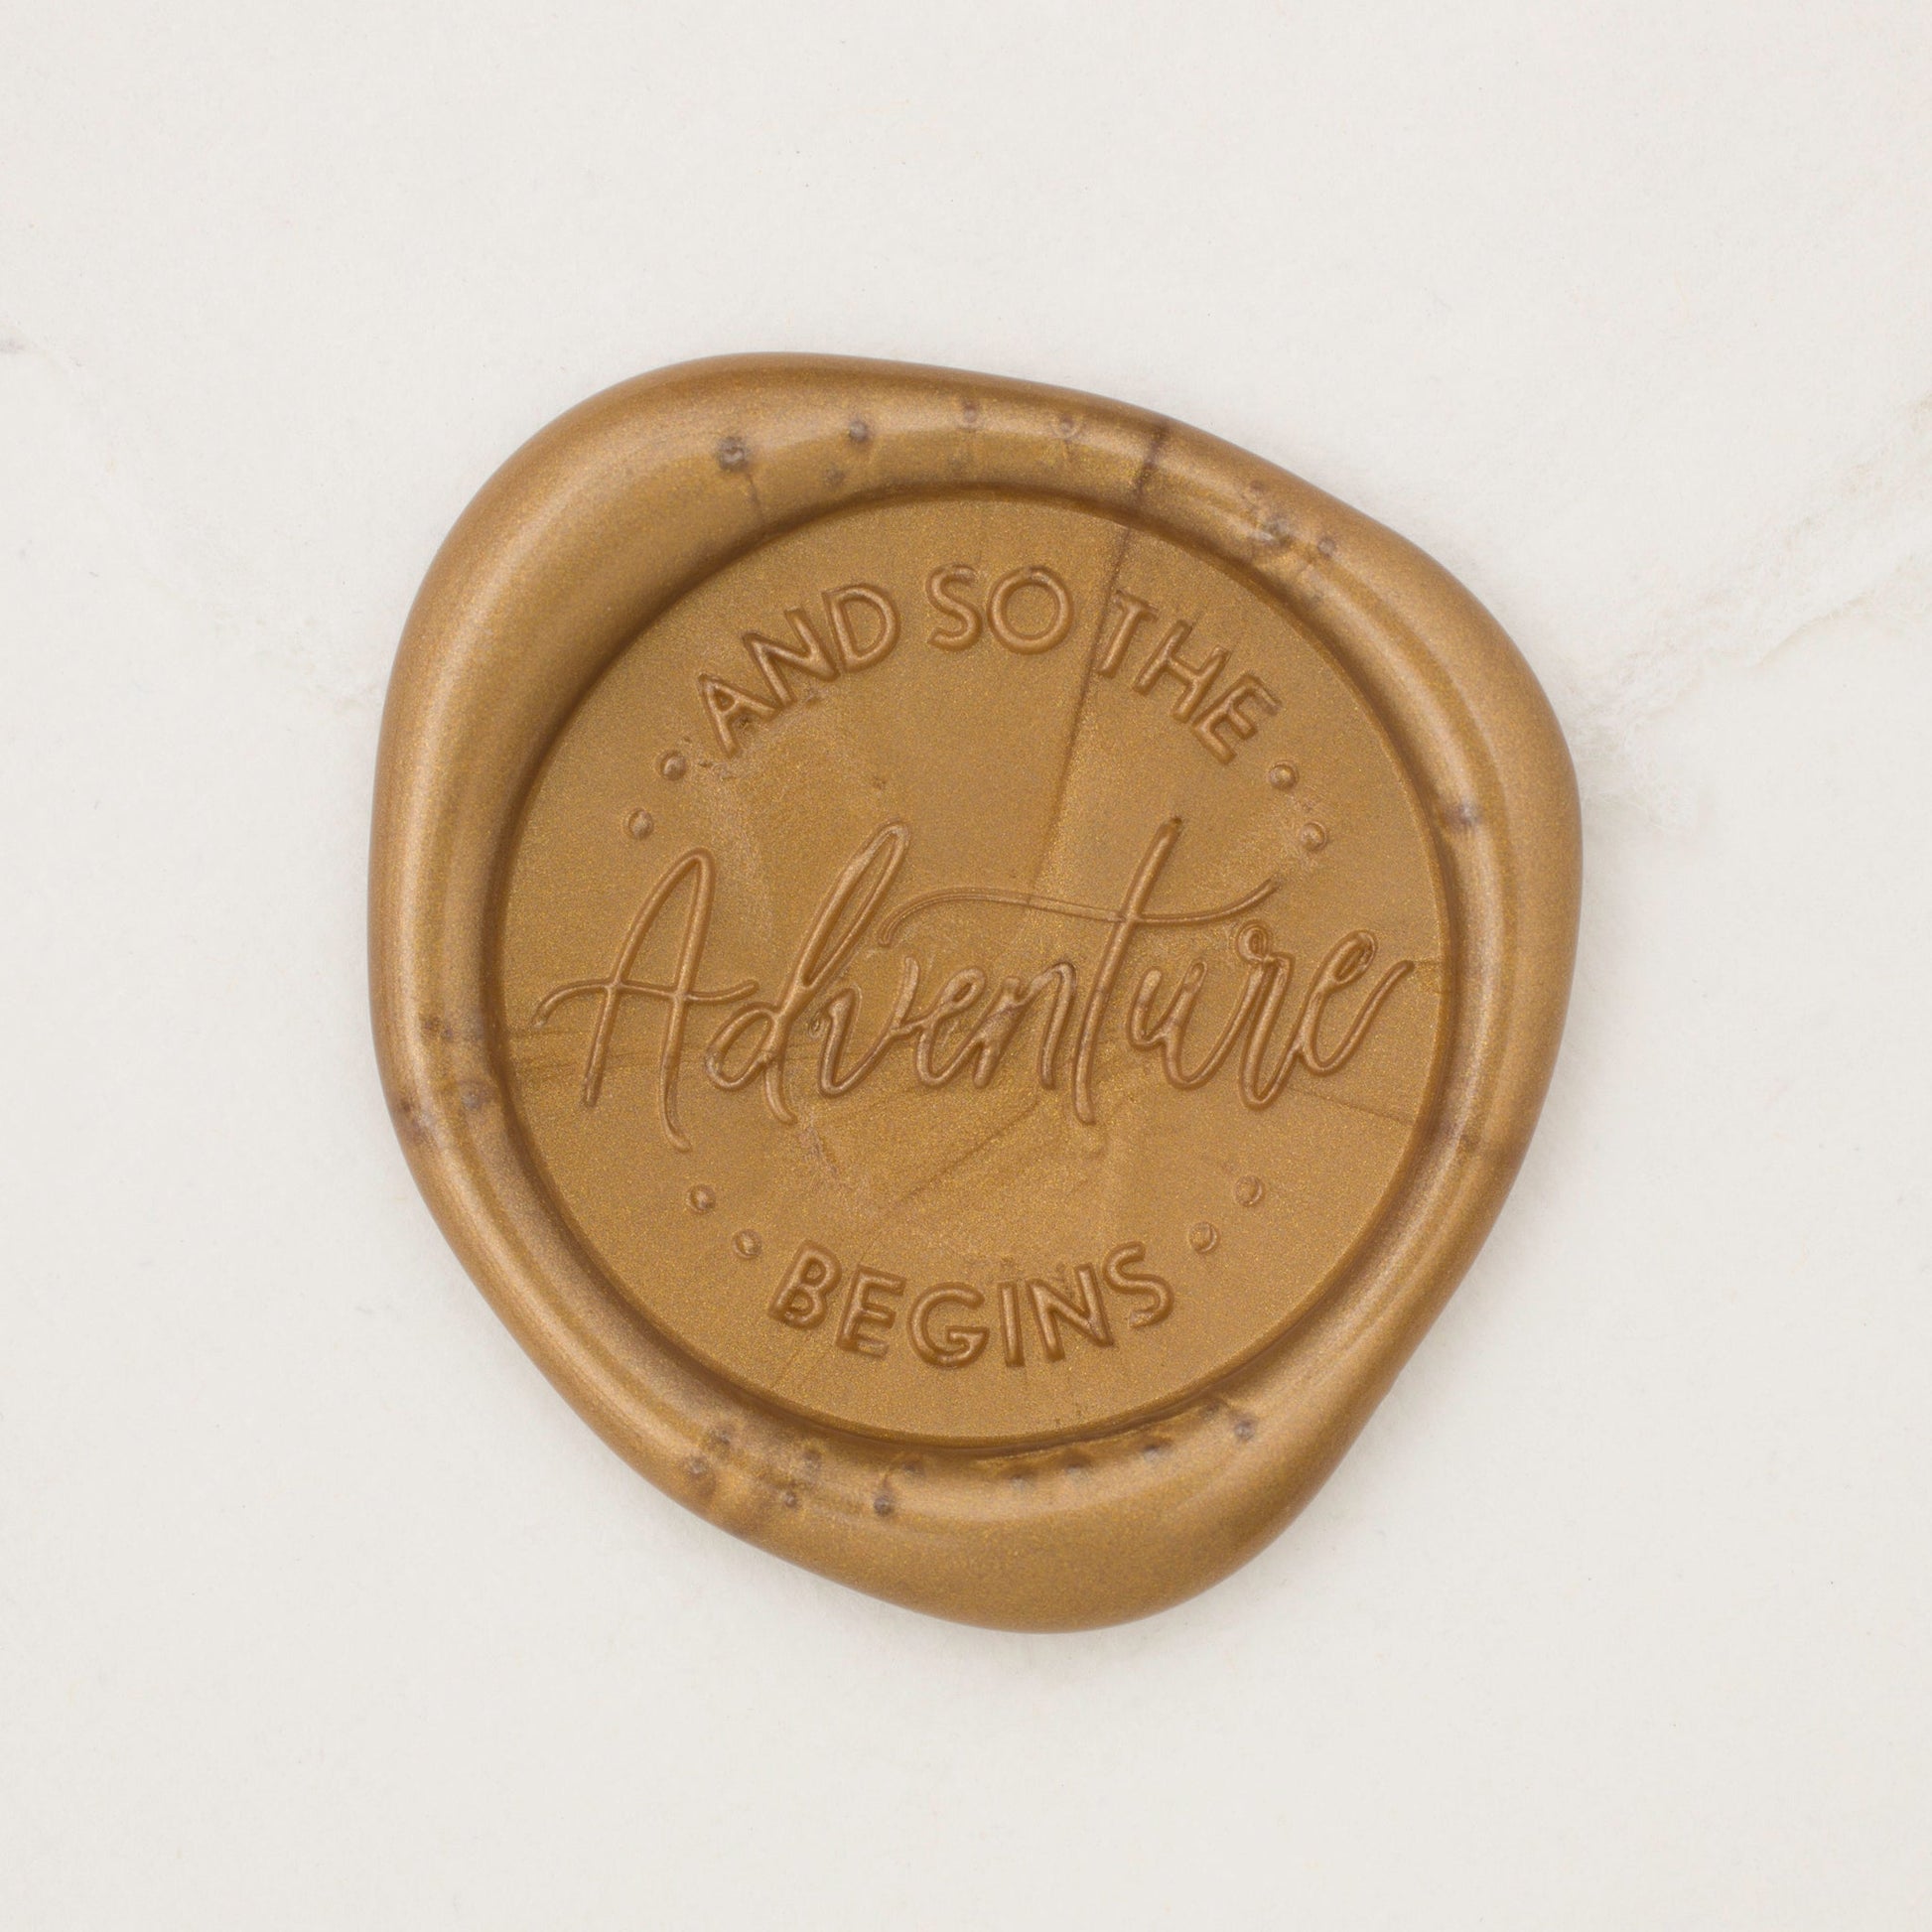 AND SO THE
Adventure
BEGINS